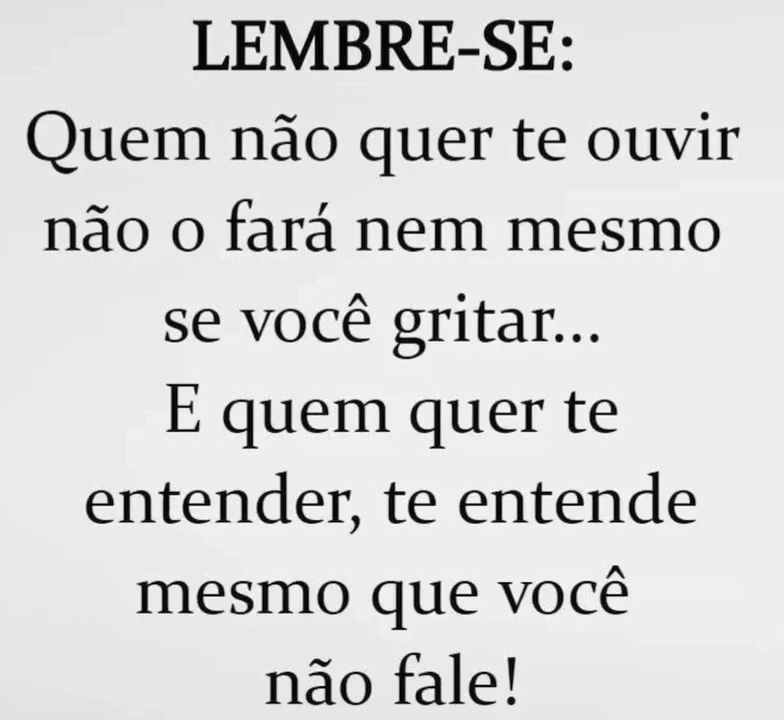 LEMBRE-SE:
Quem não quer te ouvir
não o fará nem mesmo
se você gritar...
E quem quer te
entender, te entende
mesmo que você
não fale!